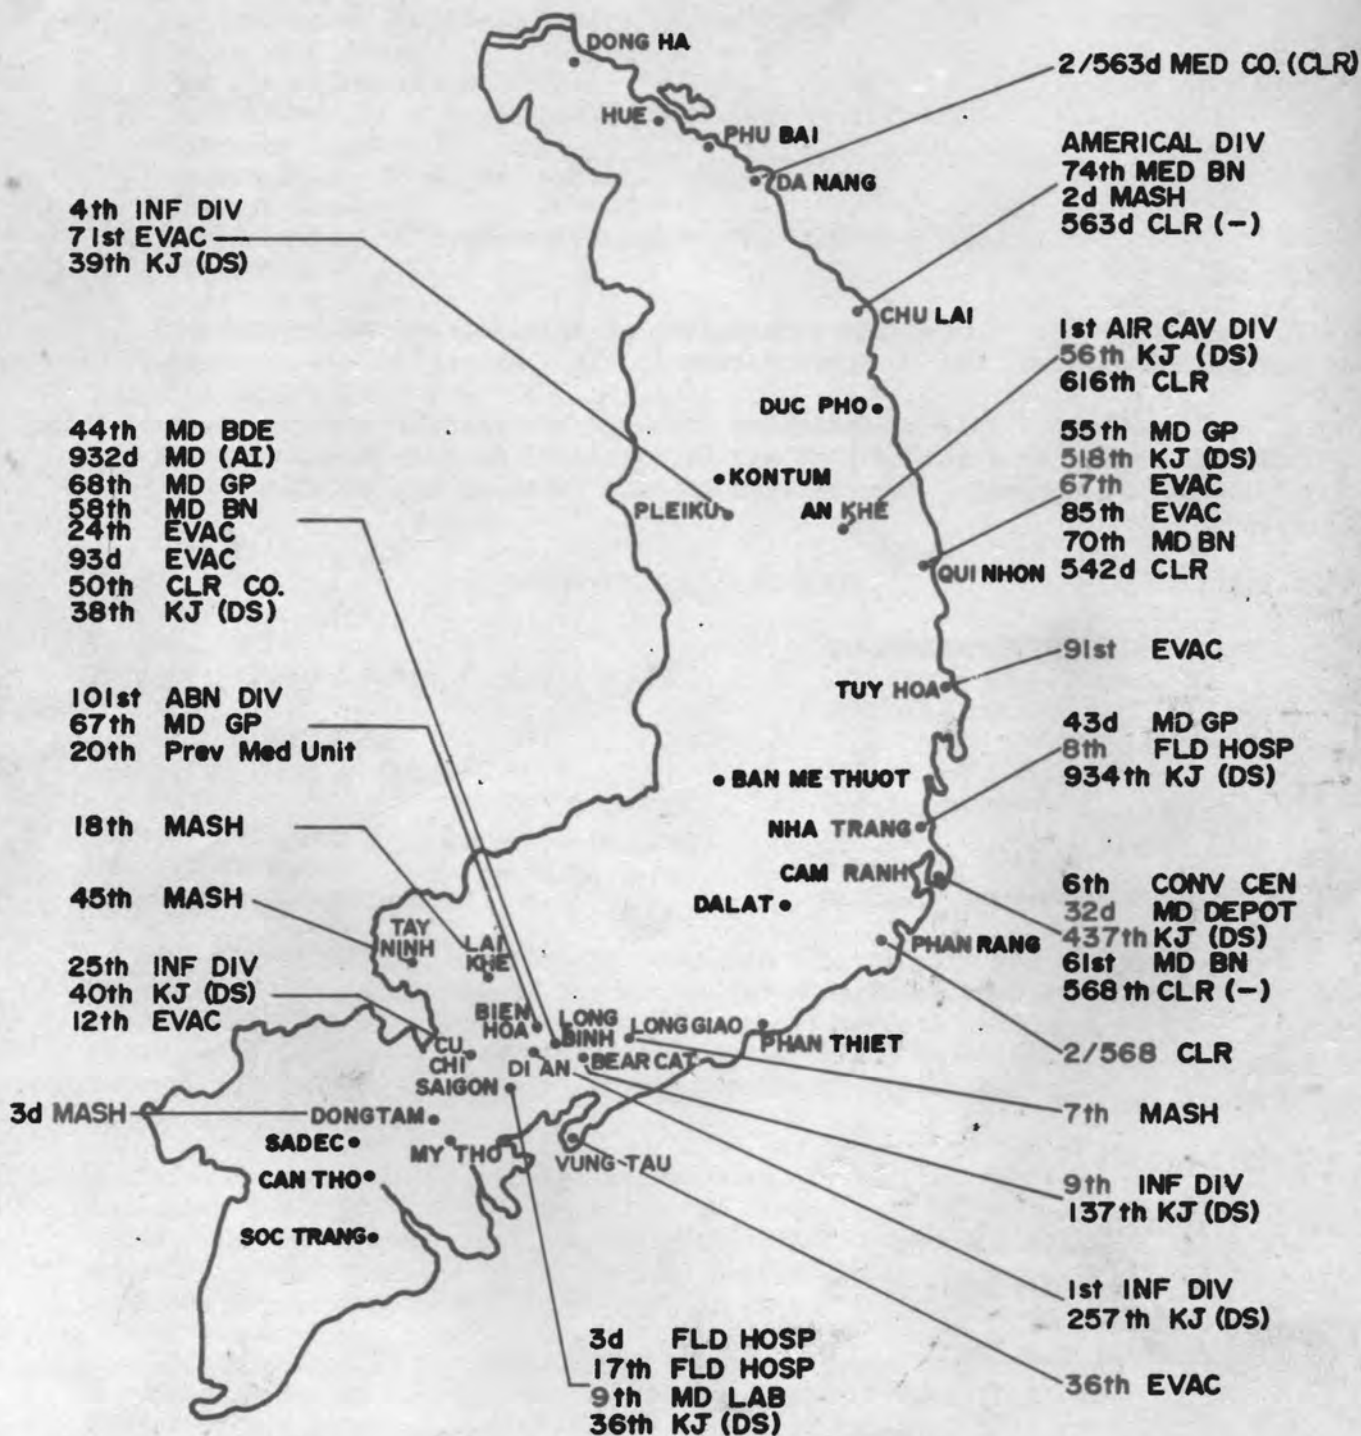 DONG HA
HUE
PHU BAI
DA NANG
CHU LAI
DUC PHO
KONTUM
PLEIKU
AN KHE
QUI NHON
TUY HOA
BAN ME THUOT
NHA TRANG
CAM RANH
DALAT
PHAN RANG
TAY
NINH
LAI
KHE
BIEN
HOA
LONG
BINH
LONG GIAO
PHAN THIET
CU
CHI
DI AN
BEAR CAT
SAIGON
DONG TAM
SADEC
MY THO
VUNG TAU
CAN THO
SOC TRANG
4th INF DIV
71st EVAC
39th KJ (DS)
44th MD BDE
932d MD (AI)
68th MD GP
58th MD BN
24th EVAC
93d EVAC
50th CLR CO.
38th KJ (DS)
101st ABN DIV
67th MD GP
20th Prev Med Unit
18th MASH
45th MASH
25th INF DIV
40th KJ (DS)
12th EVAC
3d MASH
3d FLD HOSP
17th FLD HOSP
9th MD LAB
36th KJ (DS)
2/563d MED CO. (CLR)
AMERICAL DIV
74th MED BN
2d MASH
563d CLR (-)
1st AIR CAV DIV
56th KJ (DS)
616th CLR
55th MD GP
518th KJ (DS)
67th EVAC
85th EVAC
70th MD BN
542d CLR
91st EVAC
43d MD GP
8th FLD HOSP
934th KJ (DS)
6th CONV CEN
32d MD DEPOT
437th KJ (DS)
61st MD BN
568th CLR (-)
2/568 CLR
7th MASH
9th INF DIV
137th KJ (DS)
1st INF DIV
257th KJ (DS)
36th EVAC